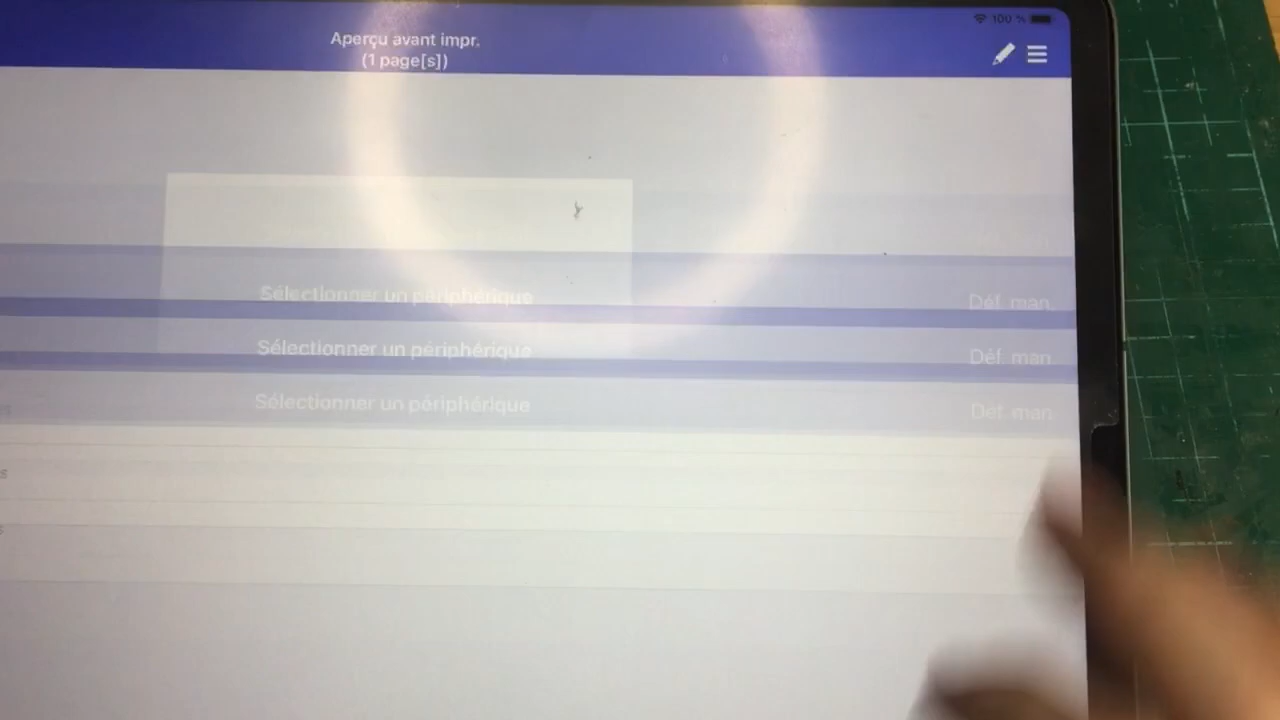 100 %
Aperçu avant impr.
(1 page[s])
Sélectionner un périphérique
Déf. man.
Sélectionner un périphérique
Déf. man
Sélectionner un périphérique
Déf. man.